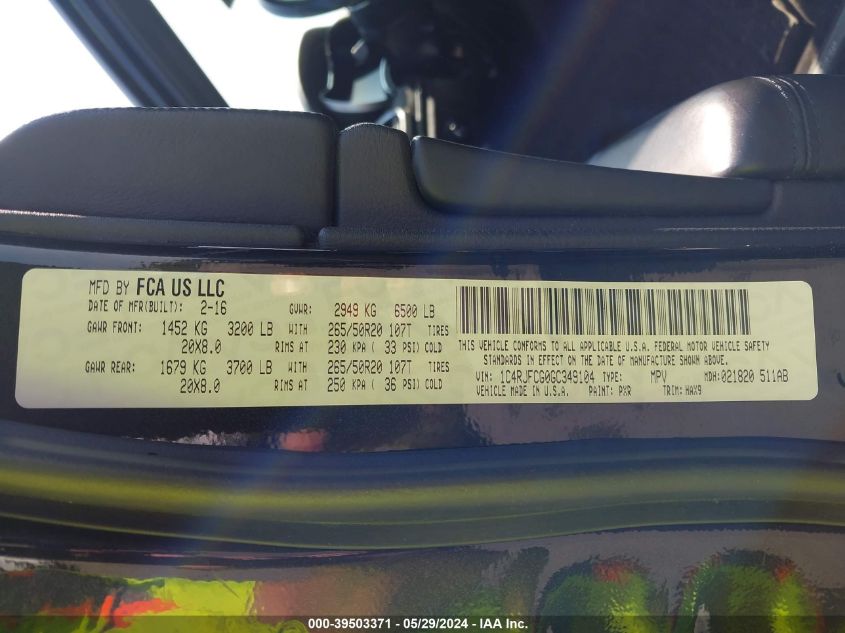 MFD BY FCA US LLC
DATE OF MFR(BUILT): 2-16 GVWR: 2949 KG 6500 LB
GAWR FRONT: 1452 KG 3200 LB WITH 265/50R20 107T TIRES
20X8.0 RIMS AT 230 KPA ( 33 PSI) COLD
GAWR REAR: 1679 KG 3700 LB WITH 265/50R20 107T TIRES
20X8.0 RIMS AT 250 KPA ( 36 PSI) COLD
THIS VEHICLE CONFORMS TO ALL APPLICABLE U.S.A. FEDERAL MOTOR VEHICLE SAFETY
STANDARDS IN EFFECT ON THE DATE OF MANUFACTURE SHOWN ABOVE.
VIN: 1C4RJFCG0GC349104 TYPE: MPV MDH:021820 511AB
VEHICLE MADE IN U.S.A. PAINT: PXR TRIM: HAX9
000-39503371 - 05/29/2024 - IAA Inc.